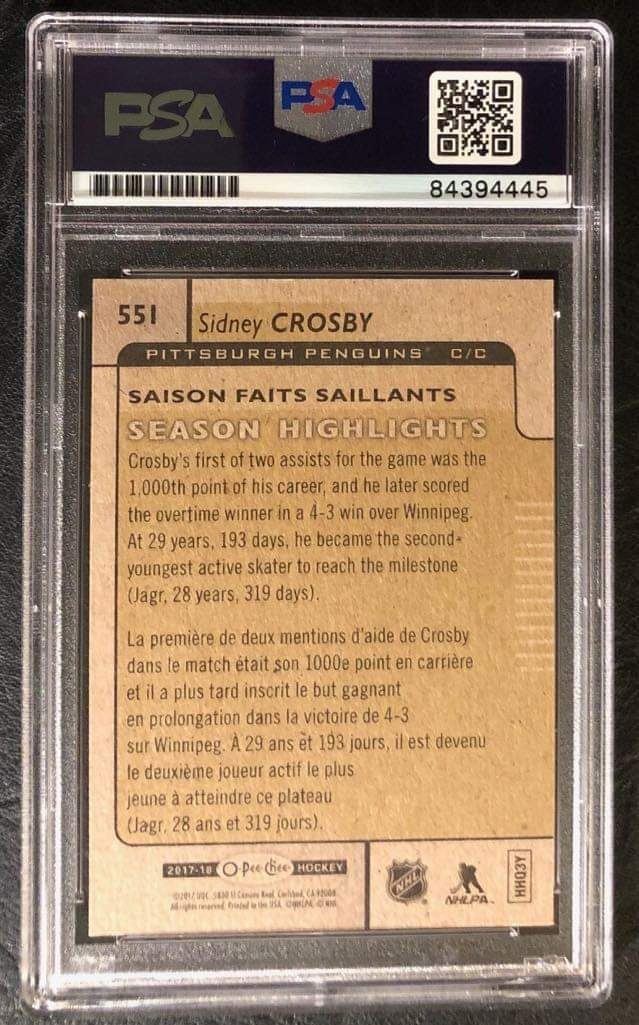 PSA
PSA
84394445
551
Sidney CROSBY
PITTSBURGH PENGUINS C/C
SAISON FAITS SAILLANTS
SEASON HIGHLIGHTS
Crosby's first of two assists for the game was the
1,000th point of his career, and he later scored
the overtime winner in a 4-3 win over Winnipeg.
At 29 years, 193 days, he became the second-
youngest active skater to reach the milestone
(Jagr, 28 years, 319 days).
La première de deux mentions d'aide de Crosby
dans le match était son 1000e point en carrière
et il a plus tard inscrit le but gagnant
en prolongation dans la victoire de 4-3
sur Winnipeg. À 29 ans et 193 jours, il est devenu
le deuxième joueur actif le plus
jeune à atteindre ce plateau
(Jagr, 28 ans et 319 jours).
2017-18 O-Pee-Chee HOCKEY
NHL
NHLPA
HHQ3Y